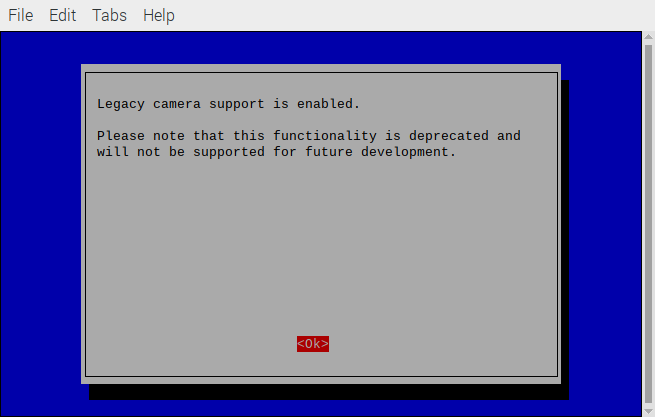 File Edit Tabs Help
Legacy camera support is enabled.
Please note that this functionality is deprecated and
will not be supported for future development.
<Ok>